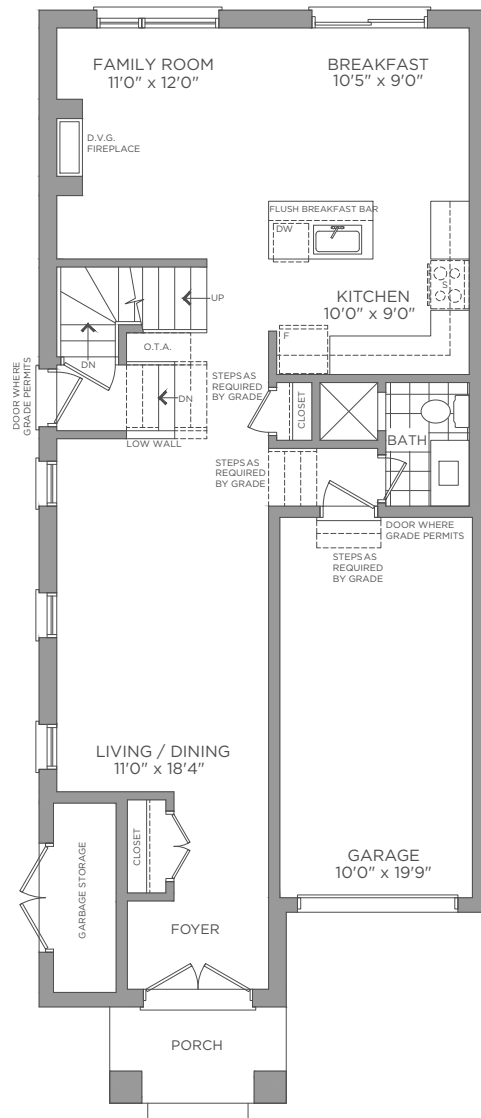 FAMILY ROOM
11'0" x 12'0"
BREAKFAST
10'5" x 9'0"
D.V.G.
FIREPLACE
FLUSH BREAKFAST BAR
DW
S
KITCHEN
10'0" x 9'0"
UP
F
O.T.A.
DN
DOOR WHERE
GRADE PERMITS
STEPS AS
REQUIRED
BY GRADE
DN
CLOSET
BATH
LOW WALL
STEPS AS
REQUIRED
BY GRADE
DOOR WHERE
GRADE PERMITS
STEPS AS
REQUIRED
BY GRADE
LIVING / DINING
11'0" x 18'4"
CLOSET
GARBAGE STORAGE
GARAGE
10'0" x 19'9"
FOYER
PORCH